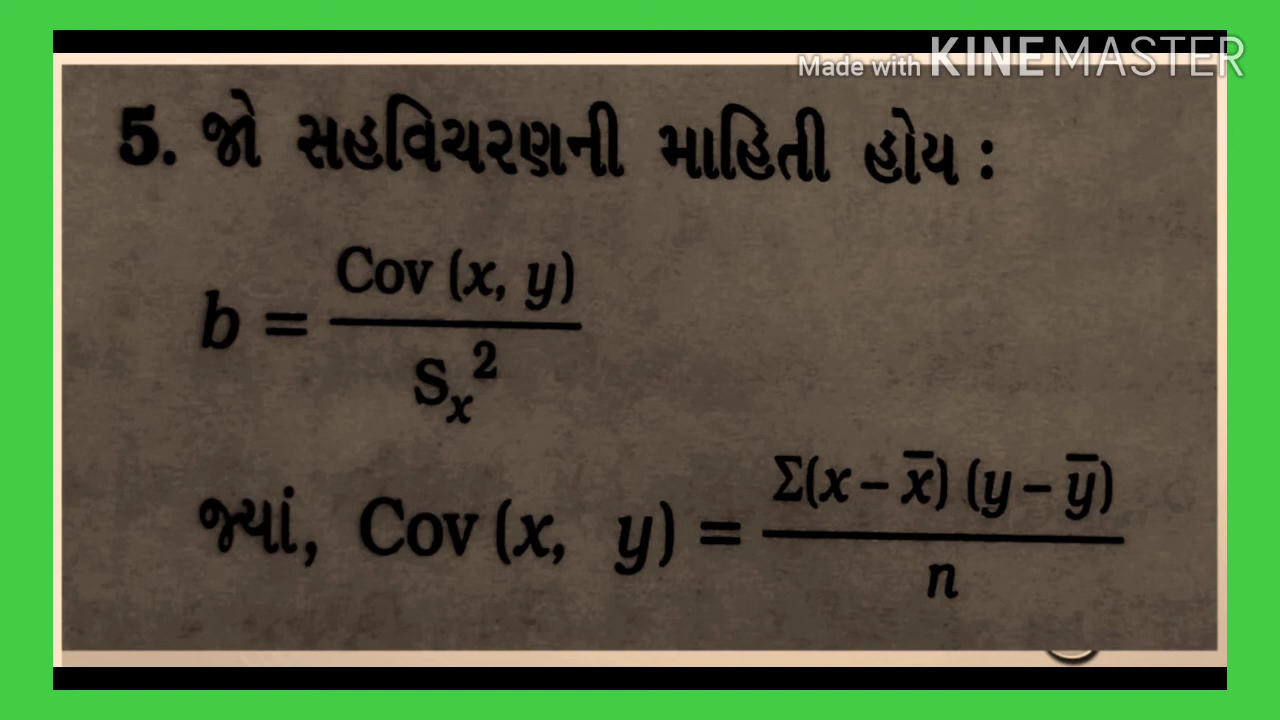 Made with KINEMASTER
5. જો સહવિચરણની માહિતી હોય :
b = Cov (x, y) / Sₓ²
જ્યાં, Cov (x, y) = Σ(x – x̅) (y – y̅) / n